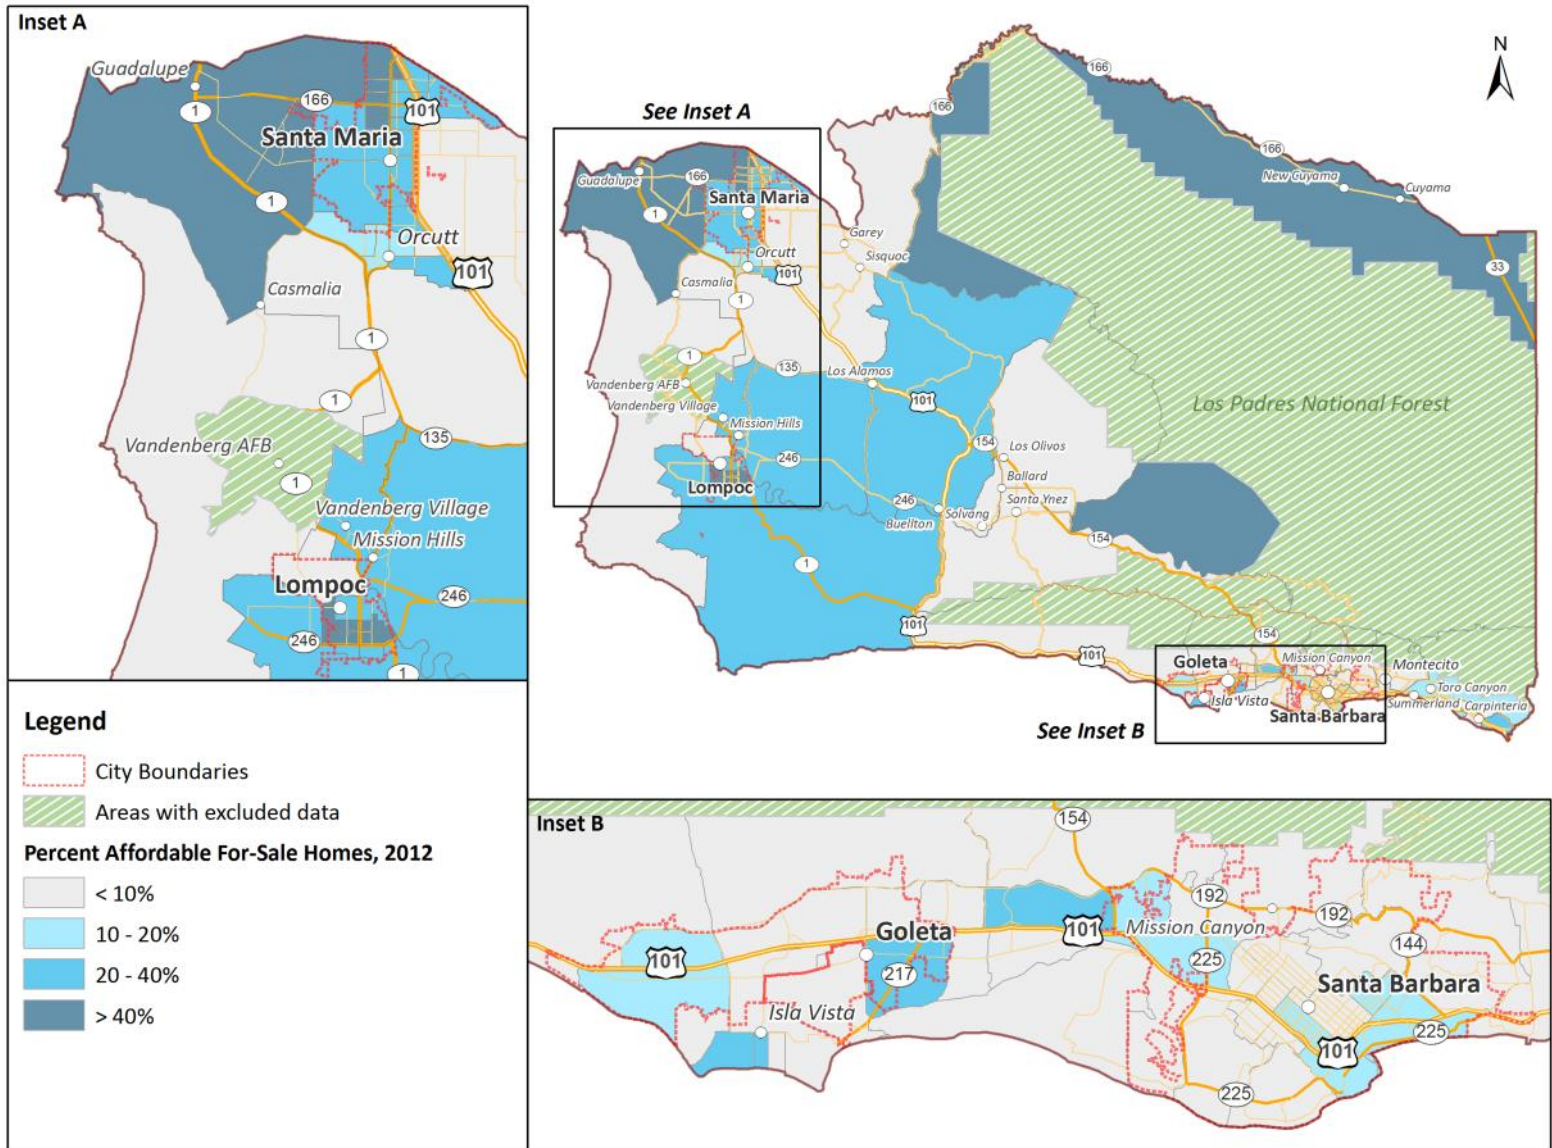 Inset A
Guadalupe
1
166
101
Santa Maria
1
Orcutt
101
Casmalia
1
1
135
Vandenberg AFB
1
Vandenberg Village
Mission Hills
Lompoc
246
246
1
Legend
City Boundaries
Areas with excluded data
Percent Affordable For-Sale Homes, 2012
< 10%
10 - 20%
20 - 40%
> 40%
N
See Inset A
166
166
166
New Cuyama
Cuyama
33
Guadalupe
166
Santa Maria
1
Garey
Orcutt
Sisquoc
101
Casmalia
1
1
135
Los Alamos
Vandenberg AFB
101
Vandenberg Village
Los Padres National Forest
Mission Hills
154
Los Olivos
246
Ballard
Lompoc
246
Santa Ynez
Buellton
Solvang
154
1
101
154
101
Goleta
Mission Canyon
Montecito
Toro Canyon
Isla Vista
Summerland
Carpinteria
Santa Barbara
See Inset B
Inset B
154
192
192
101
Mission Canyon
144
Goleta
101
225
217
Santa Barbara
Isla Vista
225
101
225